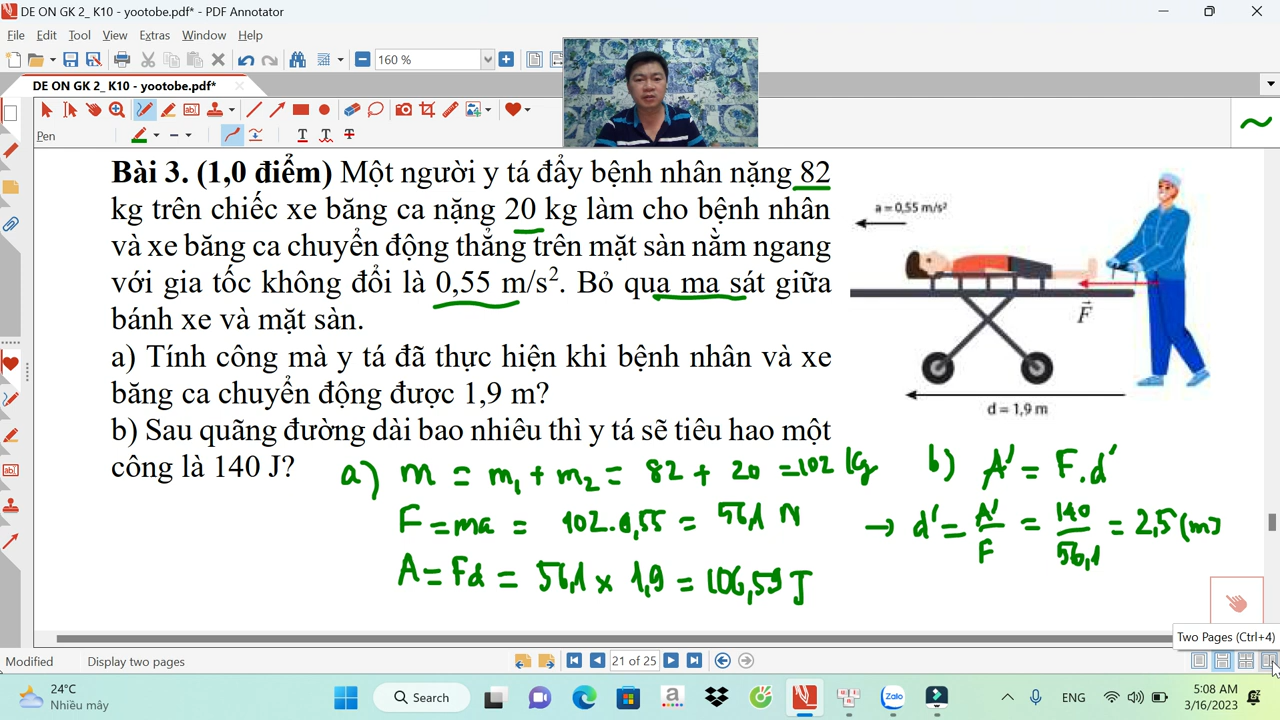 DE ON GK 2_ K10 - yootobe.pdf* - PDF Annotator
File Edit Tool View Extras Window Help
160 %
DE ON GK 2_ K10 - yootobe.pdf*
Pen
Bài 3. (1,0 điểm) Một người y tá đẩy bệnh nhân nặng 82
kg trên chiếc xe băng ca nặng 20 kg làm cho bệnh nhân
và xe băng ca chuyển động thẳng trên mặt sàn nằm ngang
với gia tốc không đổi là 0,55 m/s². Bỏ qua ma sát giữa
bánh xe và mặt sàn.
a) Tính công mà y tá đã thực hiện khi bệnh nhân và xe
băng ca chuyển động được 1,9 m?
b) Sau quãng đường dài bao nhiêu thì y tá sẽ tiêu hao một
công là 140 J?
a = 0,55 m/s²
F
d = 1,9 m
a) m = m₁ + m₂ = 82 + 20 = 102 kg
F = ma = 102.0,55 = 56,1 N
A = Fd = 56,1 x 1,9 = 106,59 J
b) A' = F.d'
→ d' = A'/F = 140/56,1 = 2,5 (m)
Two Pages (Ctrl+4)
Modified Display two pages
21 of 25
24°C
Nhiều mây
Search
a
Zalo
ENG
5:08 AM
3/16/2023